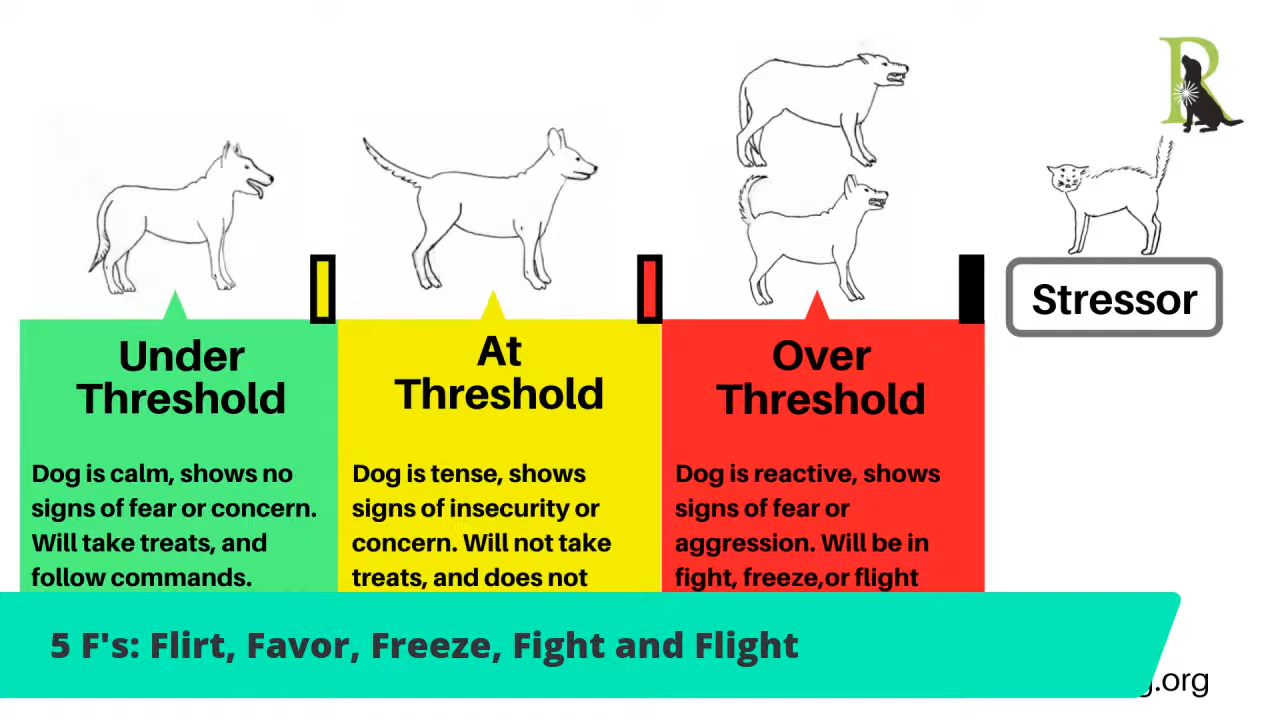 R
Stressor
Under
Threshold
Dog is calm, shows no
signs of fear or concern.
Will take treats, and
follow commands.
At
Threshold
Dog is tense, shows
signs of insecurity or
concern. Will not take
treats, and does not
Over
Threshold
Dog is reactive, shows
signs of fear or
aggression. Will be in
fight, freeze,or flight
5 F's: Flirt, Favor, Freeze, Fight and Flight
.org